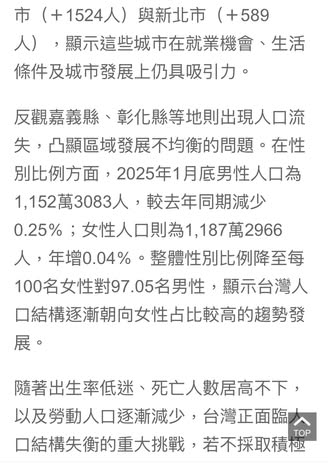 市（＋1524人）與新北市（＋589
人），顯示這些城市在就業機會、生活
條件及城市發展上仍具吸引力。
反觀嘉義縣、彰化縣等地則出現人口流
失，凸顯區域發展不均衡的問題。在性
別比例方面，2025年1月底男性人口為
1,152萬3083人，較去年同期減少
0.25%；女性人口則為1,187萬2966
人，年增0.04%。整體性別比例降至每
100名女性對97.05名男性，顯示台灣人
口結構逐漸朝向女性占比較高的趨勢發
展。
隨著出生率低迷、死亡人數居高不下，
以及勞動人口逐漸減少，台灣正面臨人
口結構失衡的重大挑戰，若不採取積極
TOP